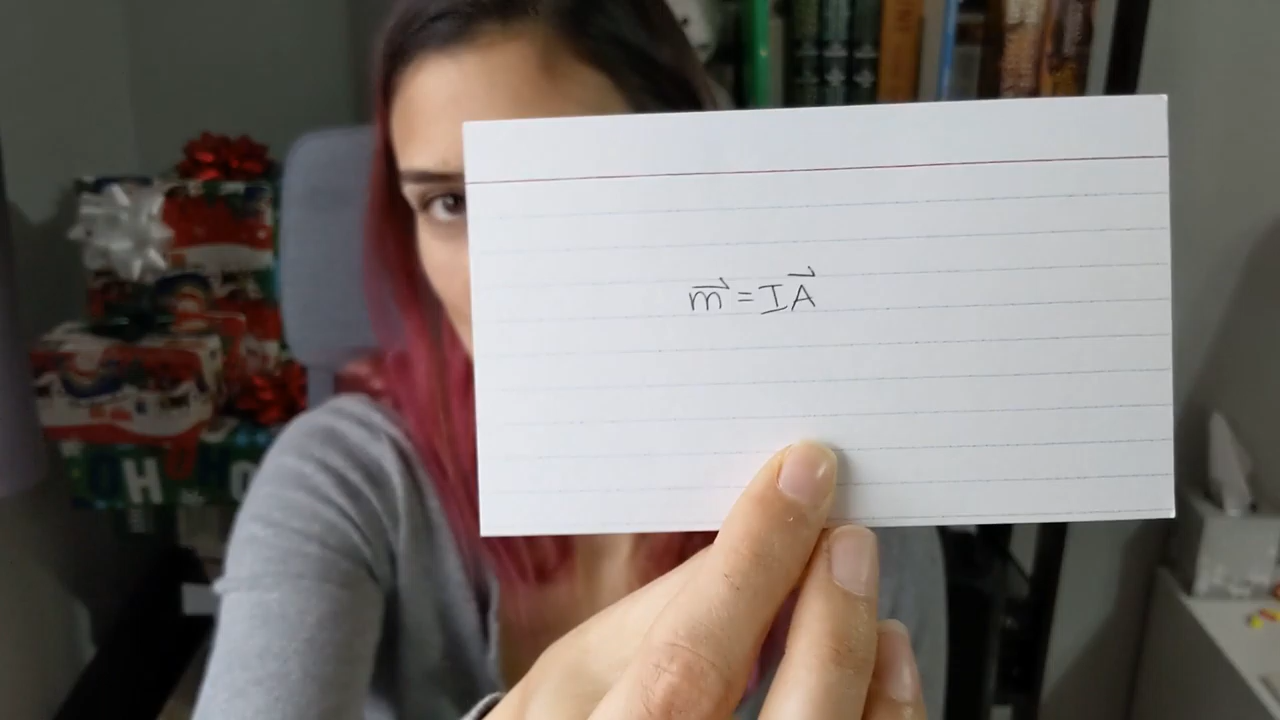 m⃗ = IA⃗
H